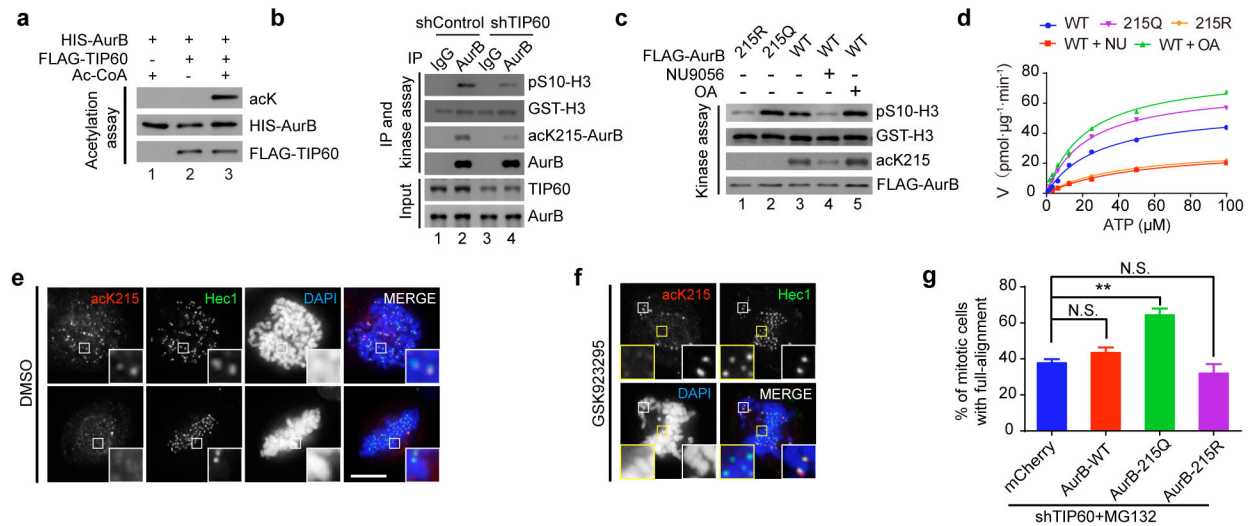 a
HIS-AurB + + +
FLAG-TIP60 - + +
Ac-CoA + - +
Acetylation assay
acK
HIS-AurB
FLAG-TIP60
1 2 3
b
shControl shTIP60
IP IgG AurB IgG AurB
IP and kinase assay
pS10-H3
GST-H3
acK215-AurB
AurB
Input
TIP60
AurB
1 2 3 4
c
FLAG-AurB 215R 215Q WT WT WT
NU9056 - - - + -
OA - - - - +
Kinase assay
pS10-H3
GST-H3
acK215
FLAG-AurB
1 2 3 4 5
d
WT 215Q 215R
WT + NU WT + OA
V (pmol·μg⁻¹·min⁻¹)
80
60
40
20
0
0 20 40 60 80 100
ATP (μM)
e
DMSO
acK215 Hec1 DAPI MERGE
f
GSK923295
acK215 Hec1
DAPI MERGE
g
% of mitotic cells
with full-alignment
80
60
40
20
0
N.S.
**
N.S.
mCherry AurB-WT AurB-215Q AurB-215R
shTIP60+MG132